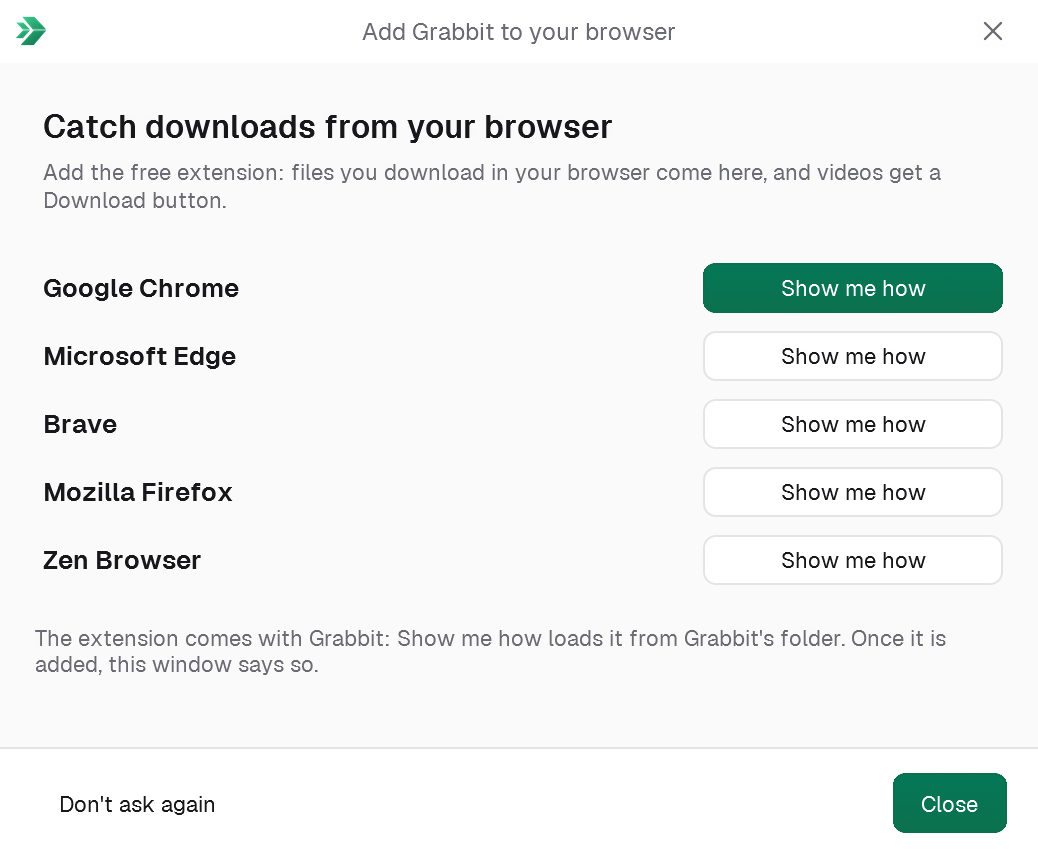 Add Grabbit to your browser
Catch downloads from your browser
Add the free extension: files you download in your browser come here, and videos get a
Download button.
Google Chrome
Show me how
Microsoft Edge
Show me how
Brave
Show me how
Mozilla Firefox
Show me how
Zen Browser
Show me how
The extension comes with Grabbit: Show me how loads it from Grabbit's folder. Once it is
added, this window says so.
Don't ask again
Close